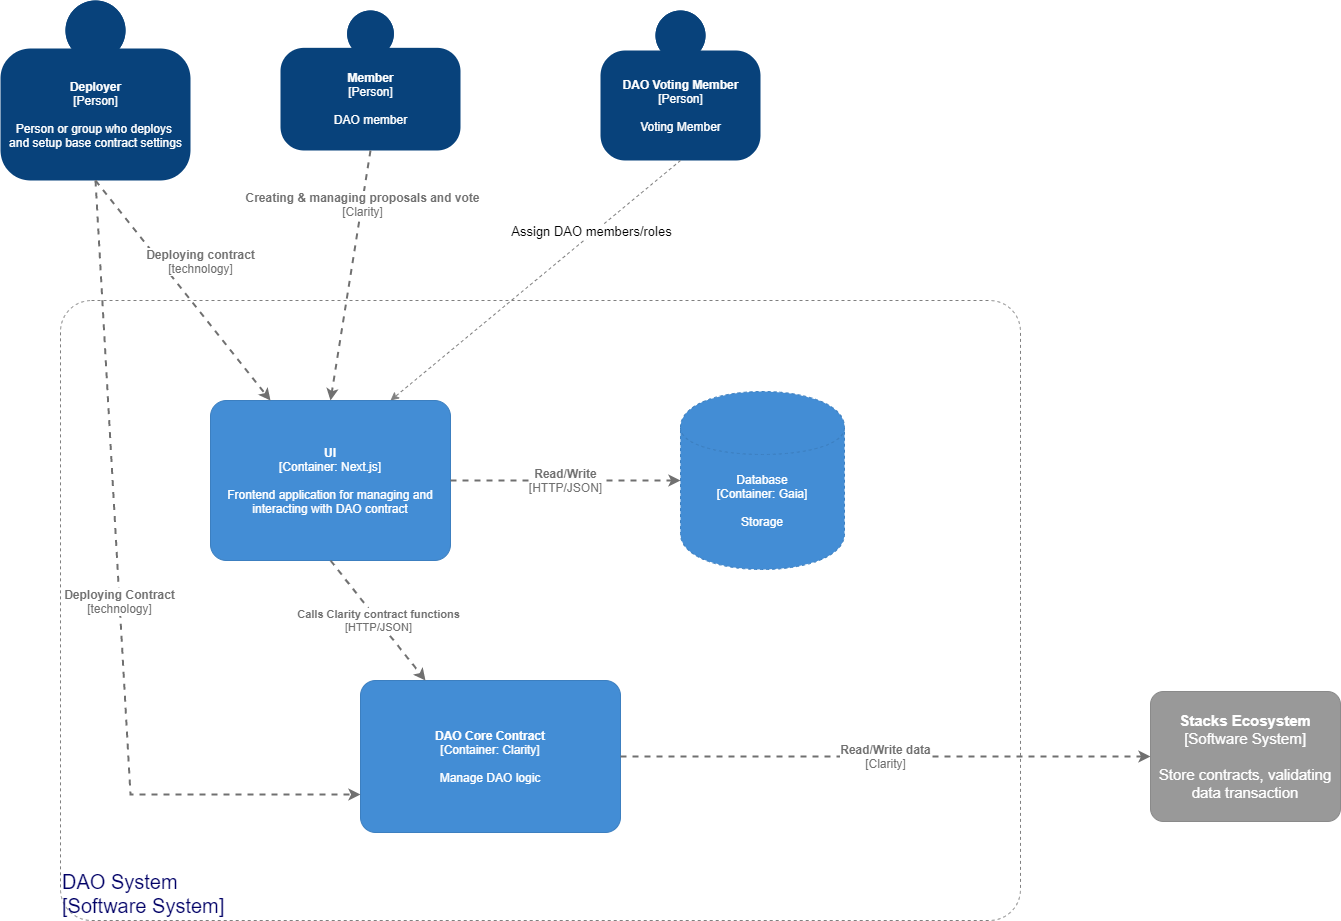 Deployer
[Person]
Person or group who deploys
and setup base contract settings
Member
[Person]
DAO member
DAO Voting Member
[Person]
Voting Member
Creating & managing proposals and vote
[Clarity]
Assign DAO members/roles
Deploying contract
[technology]
UI
[Container: Next.js]
Frontend application for managing and
interacting with DAO contract
Read/Write
[HTTP/JSON]
Database
[Container: Gaia]
Storage
Deploying Contract
[technology]
Calls Clarity contract functions
[HTTP/JSON]
DAO Core Contract
[Container: Clarity]
Manage DAO logic
Read/Write data
[Clarity]
Stacks Ecosystem
[Software System]
Store contracts, validating
data transaction
DAO System
[Software System]